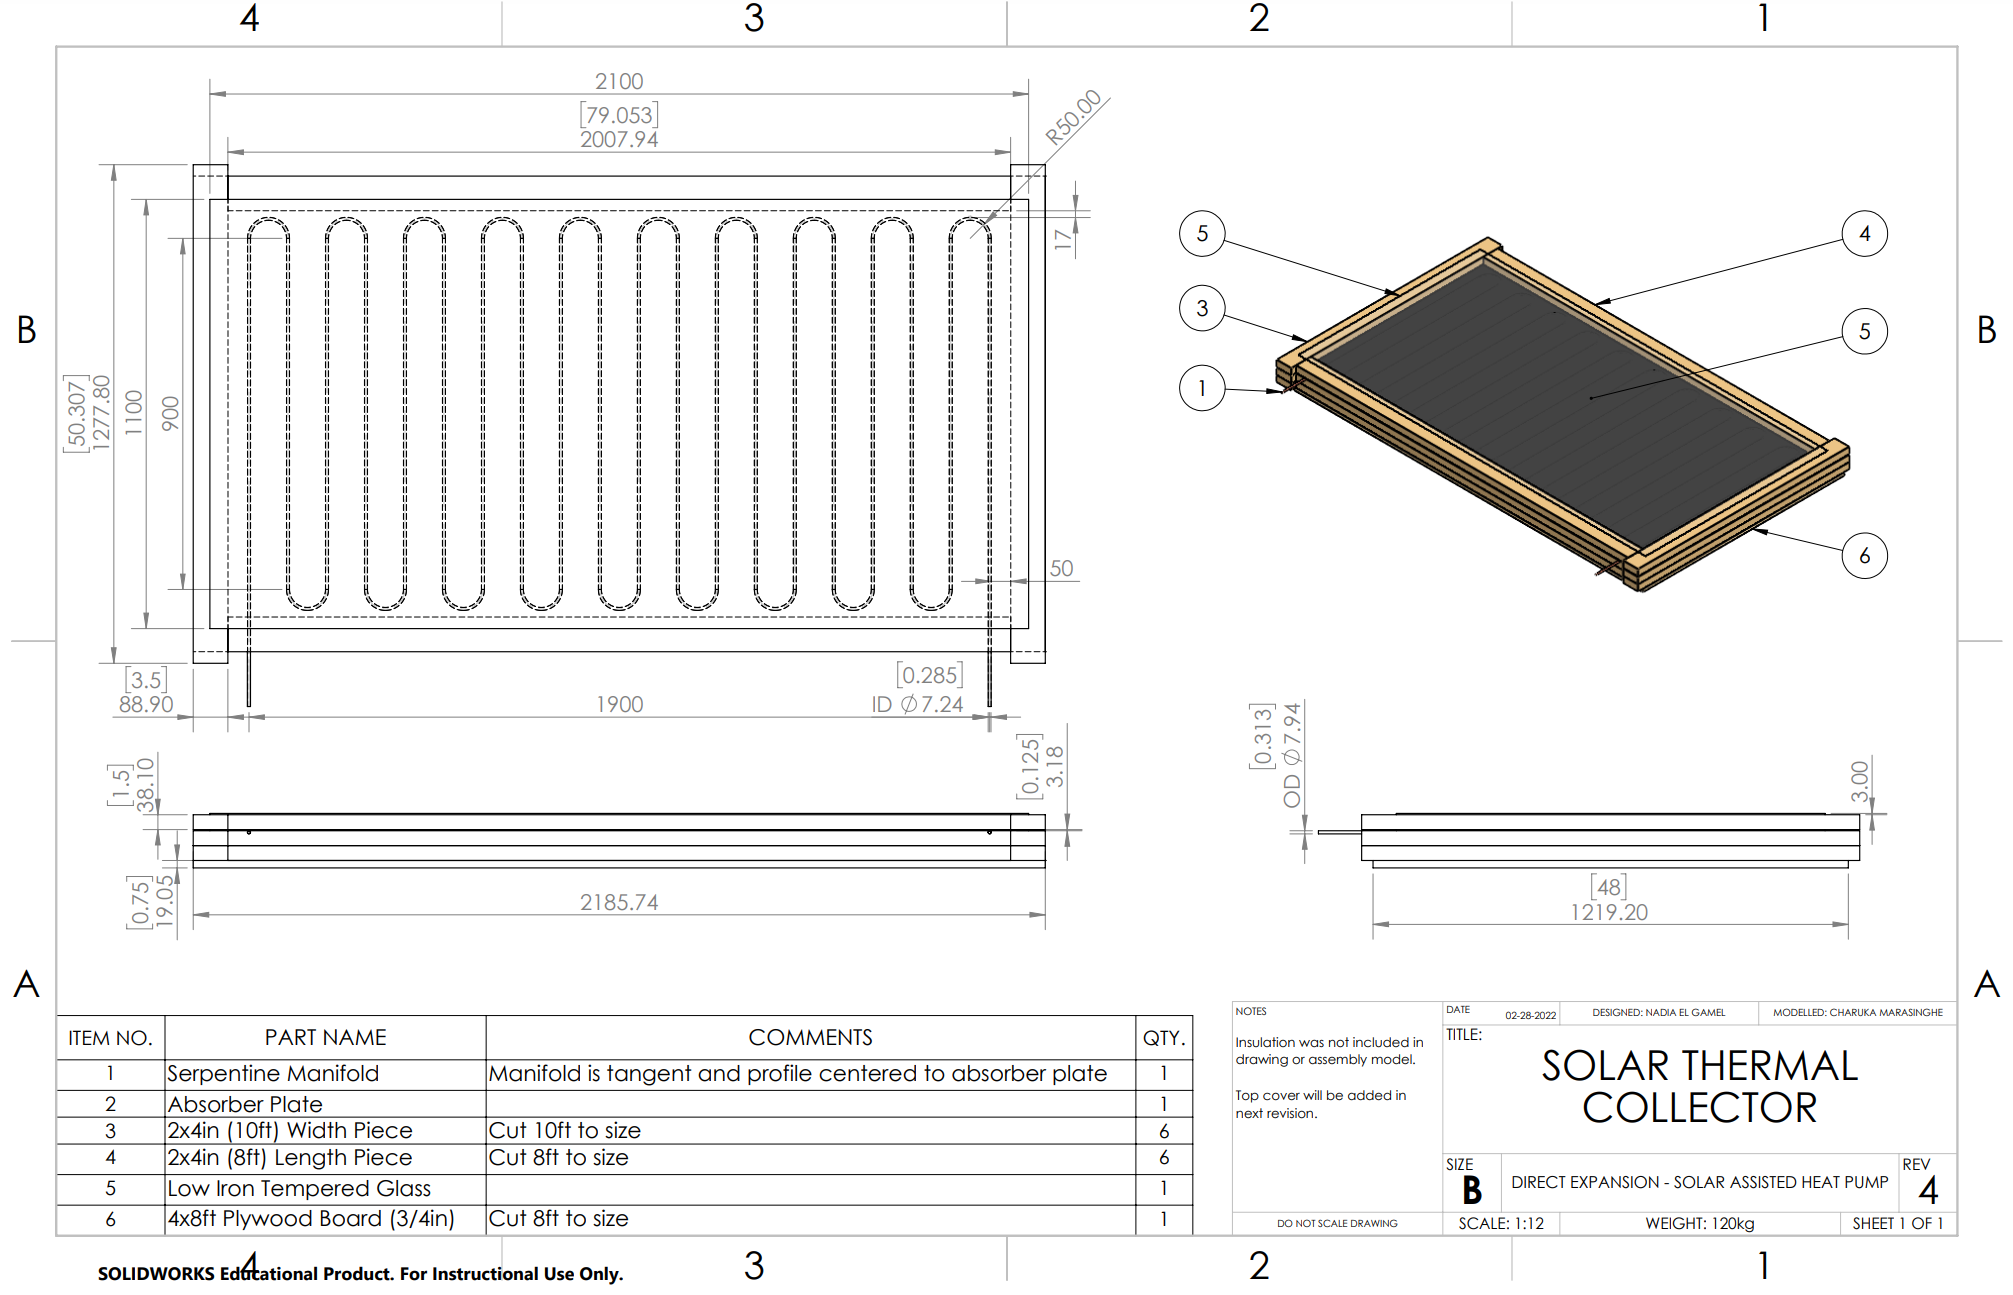 4 3 2 1
2100
[79.053]
2007.94
R50.00
17
B
B
[50.307]
1277.80
1100
900
50
[3.5]
88.90
1900
[0.285]
ID ∅7.24
5
3
1
4
5
6
[1.5]
38.10
[0.125]
3.18
[0.75]
19.05
2185.74
[0.313]
OD ∅7.94
3.00
[48]
1219.20
A
A
ITEM NO. PART NAME COMMENTS QTY.
1 Serpentine Manifold Manifold is tangent and profile centered to absorber plate 1
2 Absorber Plate 1
3 2x4in (10ft) Width Piece Cut 10ft to size 6
4 2x4in (8ft) Length Piece Cut 8ft to size 6
5 Low Iron Tempered Glass 1
6 4x8ft Plywood Board (3/4in) Cut 8ft to size 1
NOTES
Insulation was not included in
drawing or assembly model.
Top cover will be added in
next revision.
DO NOT SCALE DRAWING
DATE 02-28-2022 DESIGNED: NADIA EL GAMEL MODELLED: CHARUKA MARASINGHE
TITLE:
SOLAR THERMAL
COLLECTOR
SIZE
B
DIRECT EXPANSION - SOLAR ASSISTED HEAT PUMP
REV
4
SCALE: 1:12 WEIGHT: 120kg SHEET 1 OF 1
4 3 2 1
SOLIDWORKS Educational Product. For Instructional Use Only.